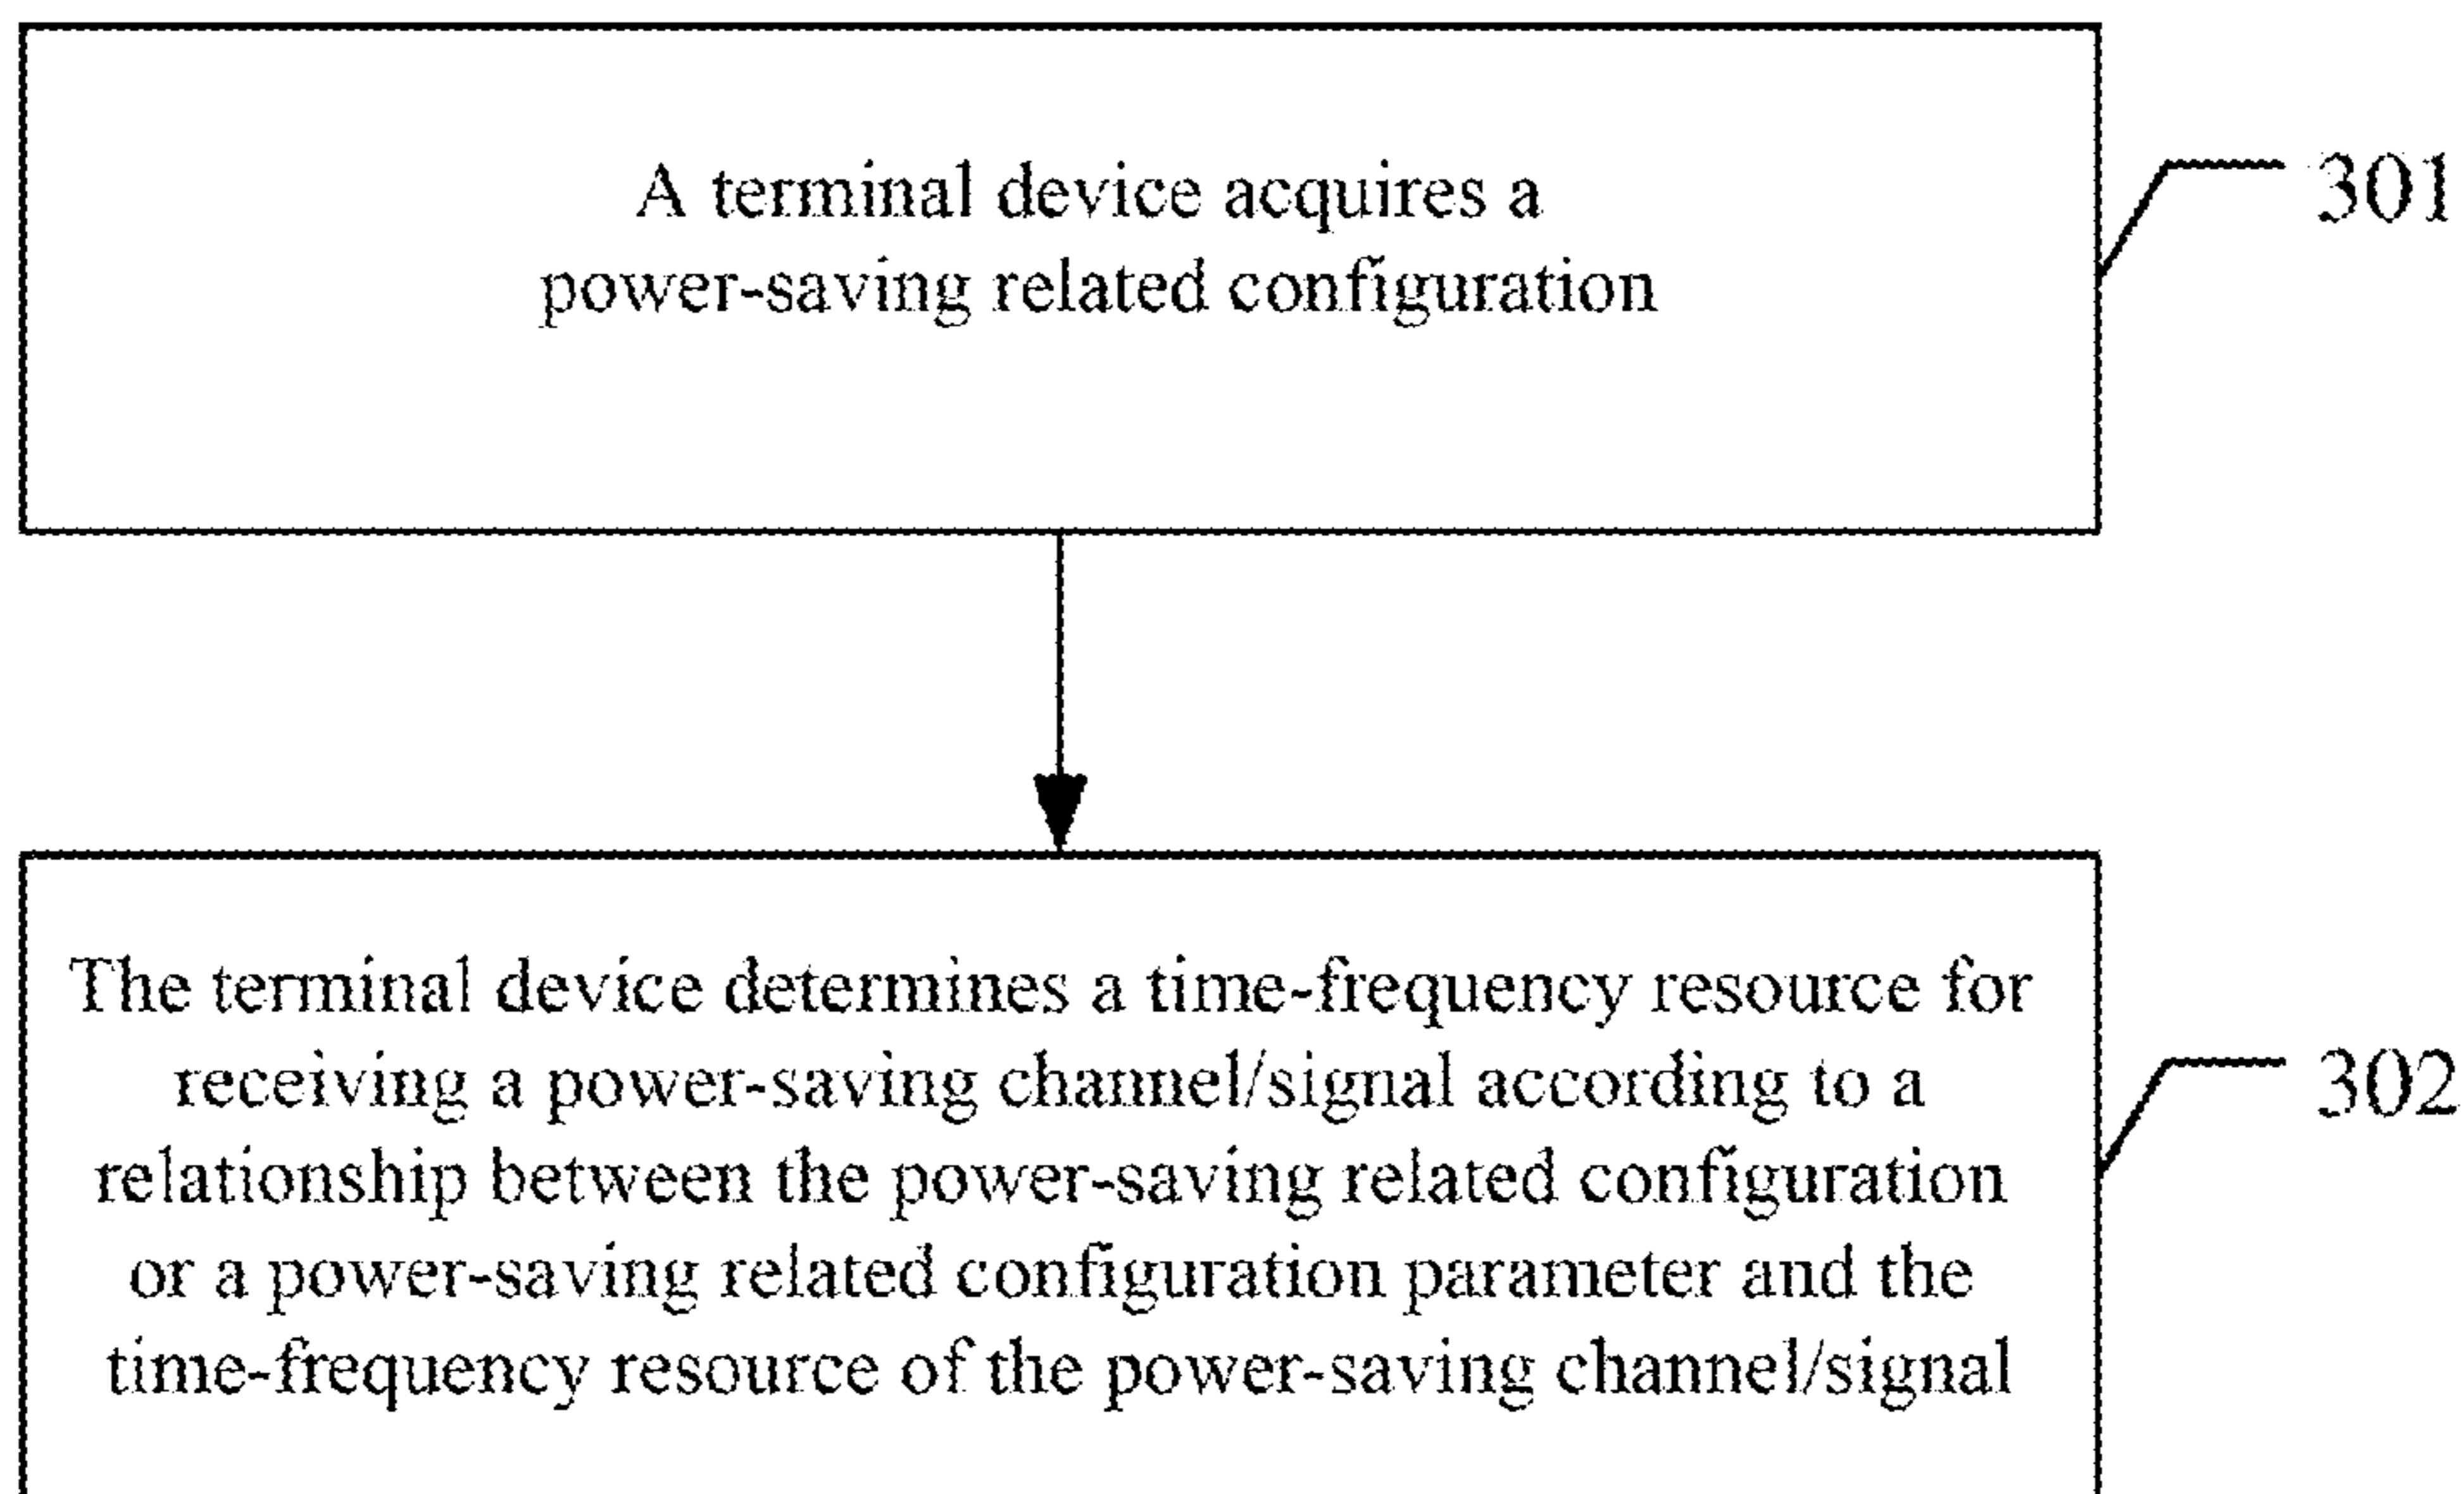 A terminal device acquires a
power-saving related configuration
301
The terminal device determines a time-frequency resource for
receiving a power-saving channel/signal according to a
relationship between the power-saving related configuration
or a power-saving related configuration parameter and the
time-frequency resource of the power-saving channel/signal
302